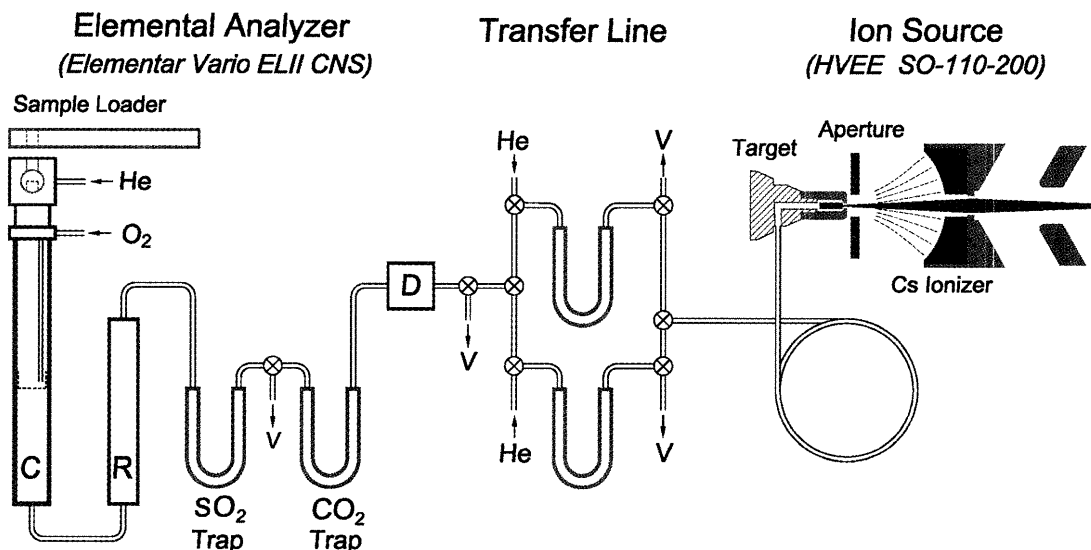 Elemental Analyzer
(Elementar Vario ELII CNS)
Transfer Line
Ion Source
(HVEE SO-110-200)
Sample Loader
He
O2
C
R
SO2
Trap
V
CO2
Trap
D
V
He
V
He
V
Target
Aperture
Cs Ionizer